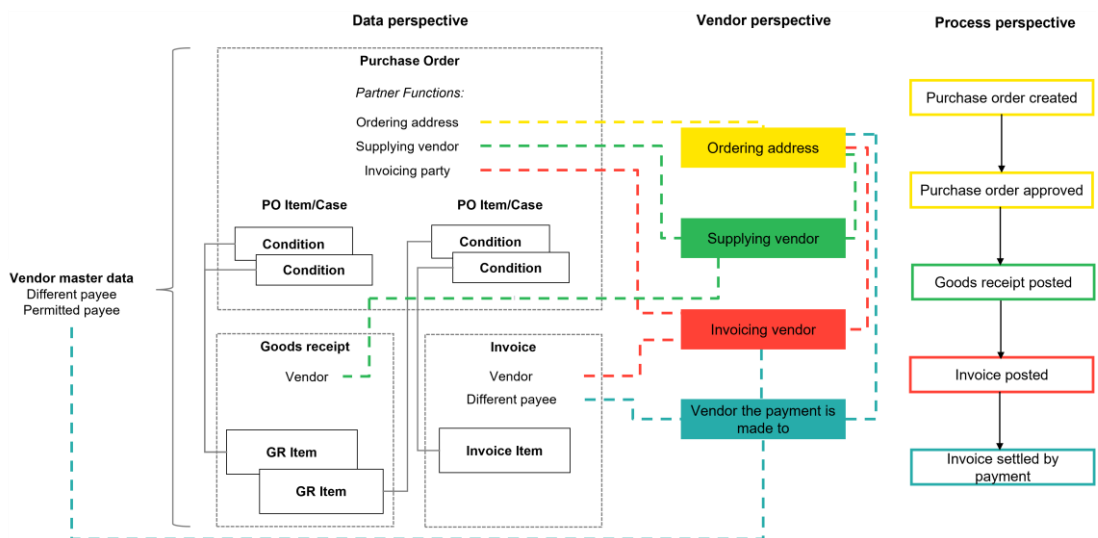 Data perspective
Vendor perspective
Process perspective
Purchase Order
Partner Functions:
Ordering address
Supplying vendor
Invoicing party
PO Item/Case
PO Item/Case
Condition
Condition
Condition
Condition
Vendor master data
Different payee
Permitted payee
Goods receipt
Vendor
GR Item
GR Item
Invoice
Vendor
Different payee
Invoice Item
Ordering address
Supplying vendor
Invoicing vendor
Vendor the payment is
made to
Purchase order created
Purchase order approved
Goods receipt posted
Invoice posted
Invoice settled by
payment